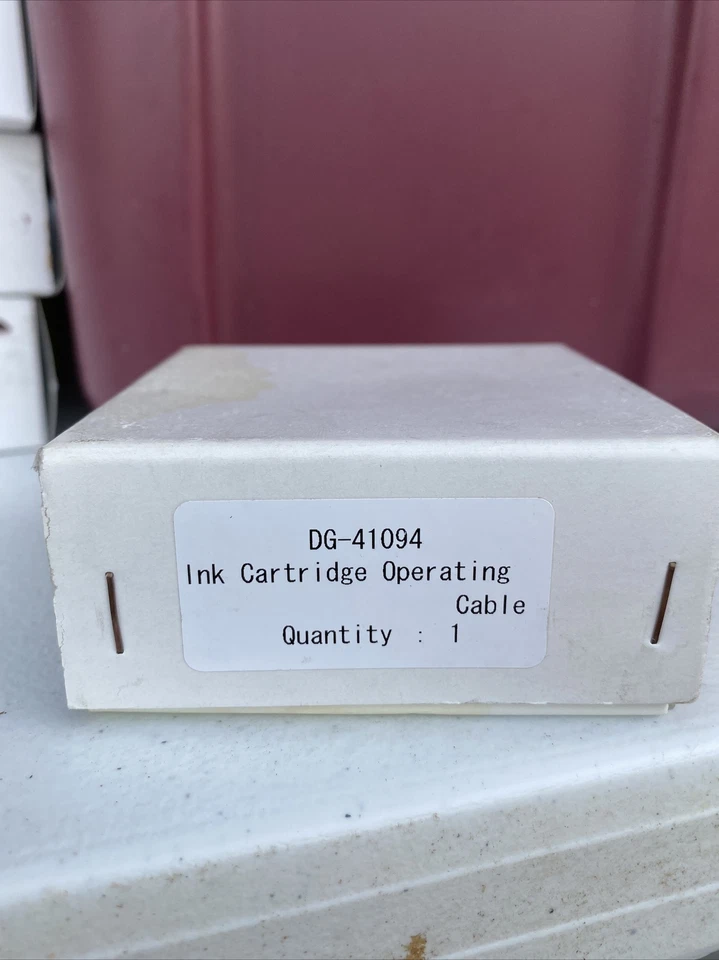 DG-41094
Ink Cartridge Operating
Cable
Quantity : 1